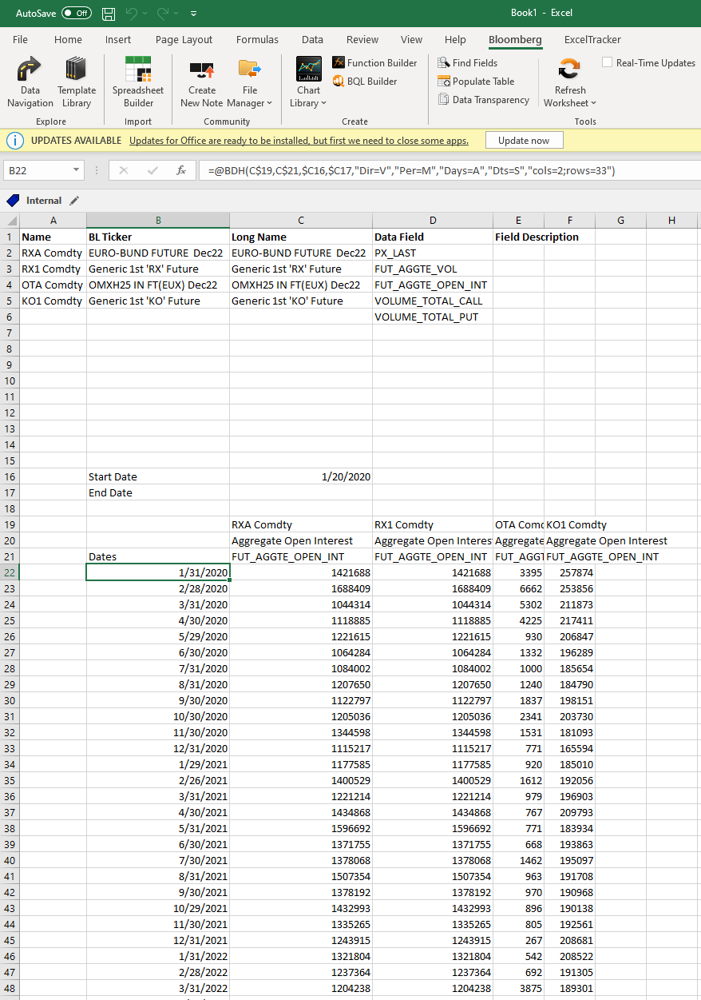 AutoSave Off Book1 - Excel
File Home Insert Page Layout Formulas Data Review View Help Bloomberg ExcelTracker
Data Navigation Template Library Spreadsheet Builder Create New Note File Manager Chart Library Function Builder BQL Builder Find Fields Populate Table Data Transparency Refresh Worksheet Real-Time Updates
Explore Import Community Create Tools
UPDATES AVAILABLE Updates for Office are ready to be installed, but first we need to close some apps. Update now
B22 fx =@BDH(C$19,C$21,$C16,$C17,"Dir=V","Per=M","Days=A","Dts=S","cols=2;rows=33")
Internal
A B C D E F G H
1 Name BL Ticker Long Name Data Field Field Description
2 RXA Comdty EURO-BUND FUTURE Dec22 EURO-BUND FUTURE Dec22 PX_LAST
3 RX1 Comdty Generic 1st 'RX' Future Generic 1st 'RX' Future FUT_AGGTE_VOL
4 OTA Comdty OMXH25 IN FT(EUX) Dec22 OMXH25 IN FT(EUX) Dec22 FUT_AGGTE_OPEN_INT
5 KO1 Comdty Generic 1st 'KO' Future Generic 1st 'KO' Future VOLUME_TOTAL_CALL
6 VOLUME_TOTAL_PUT
7
8
9
10
11
12
13
14
15
16 Start Date 1/20/2020
17 End Date
18
19 RXA Comdty RX1 Comdty OTA Comd KO1 Comdty
20 Aggregate Open Interest Aggregate Open Interes Aggregate Aggregate Open Interest
21 Dates FUT_AGGTE_OPEN_INT FUT_AGGTE_OPEN_INT FUT_AGGT FUT_AGGTE_OPEN_INT
22 1/31/2020 1421688 1421688 3395 257874
23 2/28/2020 1688409 1688409 6662 253856
24 3/31/2020 1044314 1044314 5302 211873
25 4/30/2020 1118885 1118885 4225 217411
26 5/29/2020 1221615 1221615 930 206847
27 6/30/2020 1064284 1064284 1332 196289
28 7/31/2020 1084002 1084002 1000 185654
29 8/31/2020 1207650 1207650 1240 184790
30 9/30/2020 1122797 1122797 1837 198151
31 10/30/2020 1205036 1205036 2341 203730
32 11/30/2020 1344598 1344598 1531 181093
33 12/31/2020 1115217 1115217 771 165594
34 1/29/2021 1177585 1177585 920 185010
35 2/26/2021 1400529 1400529 1612 192056
36 3/31/2021 1221214 1221214 979 196903
37 4/30/2021 1434868 1434868 767 209793
38 5/31/2021 1596692 1596692 771 183934
39 6/30/2021 1371755 1371755 668 193863
40 7/30/2021 1378068 1378068 1462 195097
41 8/31/2021 1507354 1507354 963 191708
42 9/30/2021 1378192 1378192 970 190968
43 10/29/2021 1432993 1432993 896 190138
44 11/30/2021 1335265 1335265 805 192561
45 12/31/2021 1243915 1243915 267 208681
46 1/31/2022 1321804 1321804 542 208522
47 2/28/2022 1237364 1237364 692 191305
48 3/31/2022 1204238 1204238 3875 189301